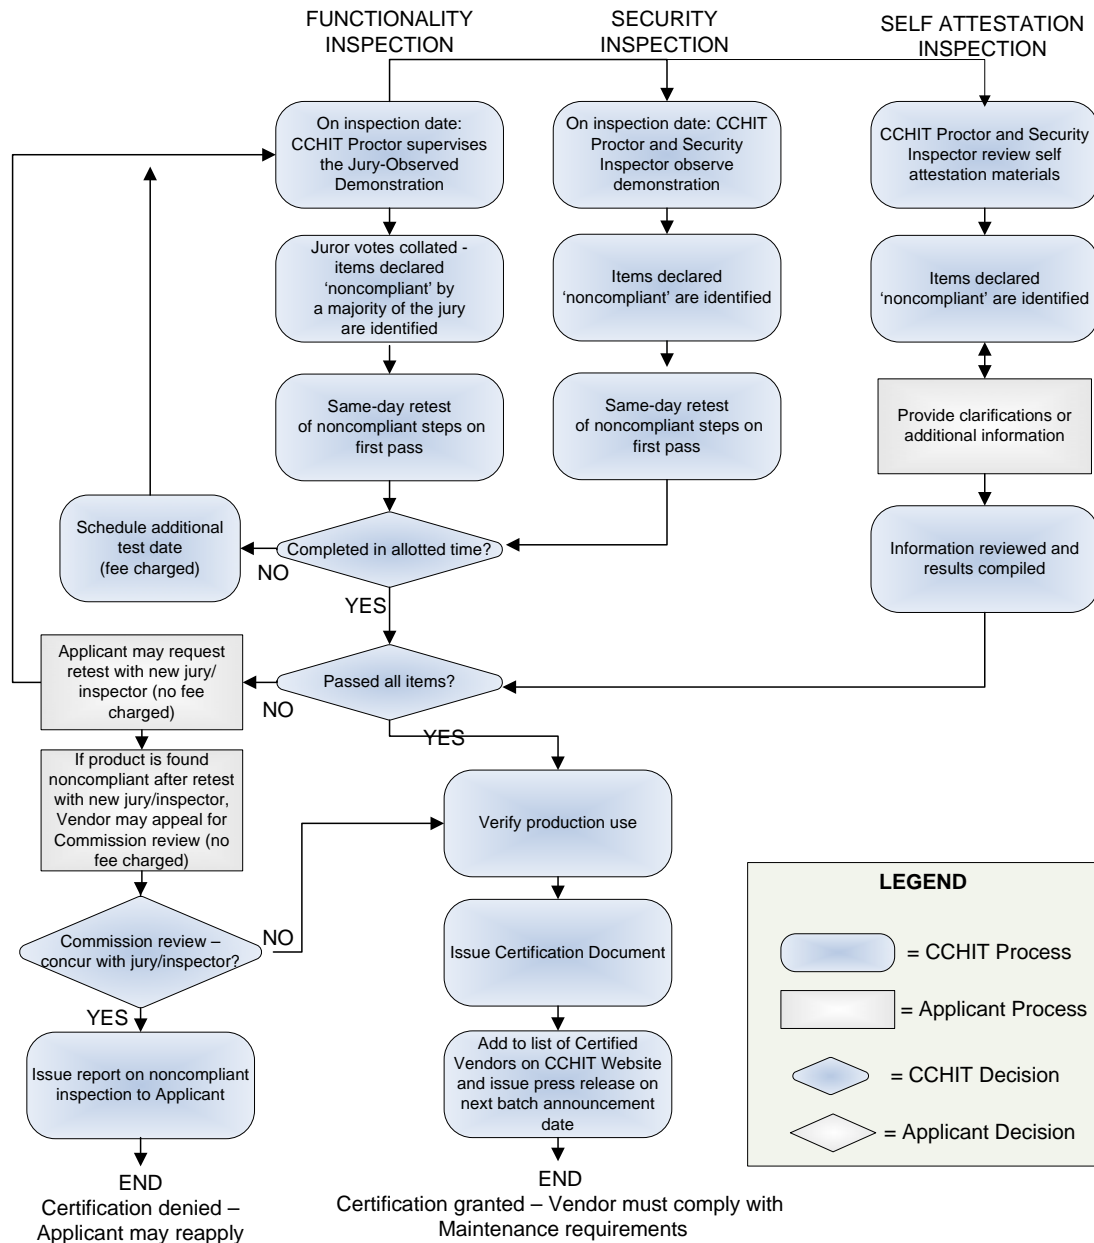 FUNCTIONALITY
INSPECTION
SECURITY
INSPECTION
SELF ATTESTATION
INSPECTION
On inspection date:
CCHIT Proctor supervises
the Jury-Observed
Demonstration
On inspection date: CCHIT
Proctor and Security
Inspector observe
demonstration
CCHIT Proctor and Security
Inspector review self
attestation materials
Juror votes collated -
items declared
‘noncompliant’ by
a majority of the jury
are identified
Items declared
‘noncompliant’ are identified
Items declared
‘noncompliant’ are identified
Same-day retest
of noncompliant steps on
first pass
Same-day retest
of noncompliant steps on
first pass
Provide clarifications or
additional information
Schedule additional
test date
(fee charged)
NO
Completed in allotted time?
YES
Information reviewed and
results compiled
Applicant may request
retest with new jury/
inspector (no fee
charged)
NO
Passed all items?
YES
If product is found
noncompliant after retest
with new jury/inspector,
Vendor may appeal for
Commission review (no
fee charged)
Verify production use
Commission review –
concur with jury/inspector?
NO
YES
Issue Certification Document
Issue report on noncompliant
inspection to Applicant
Add to list of Certified
Vendors on CCHIT Website
and issue press release on
next batch announcement
date
END
Certification denied –
Applicant may reapply
END
Certification granted – Vendor must comply with
Maintenance requirements
LEGEND
= CCHIT Process
= Applicant Process
= CCHIT Decision
= Applicant Decision